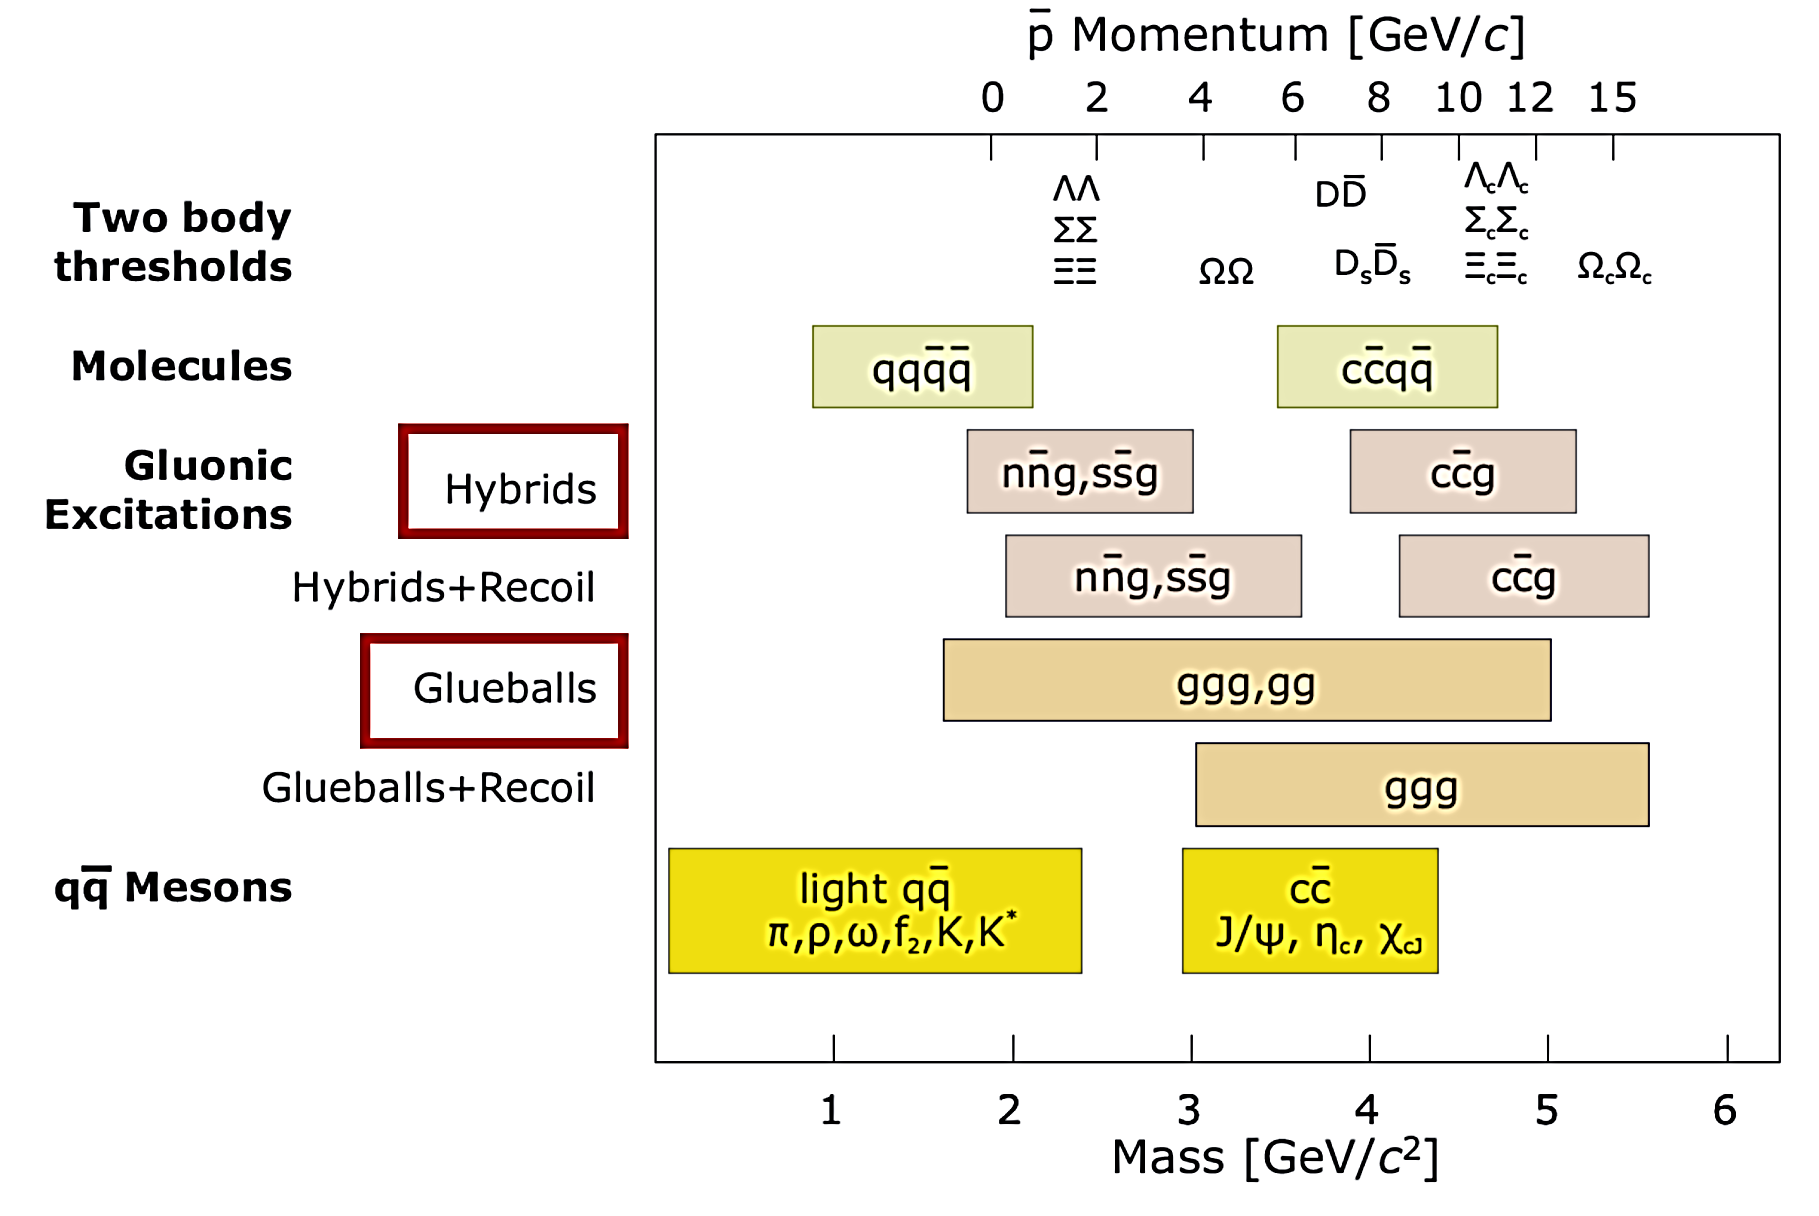 p̅ Momentum [GeV/c]
0 2 4 6 8 10 12 15
Two body
thresholds
ΛΛ
ΣΣ
ΞΞ
ΩΩ
DD̅
DsD̅s
ΛcΛc
ΣcΣc
ΞcΞc
ΩcΩc
Molecules
qqq̅q̅
cc̅qq̅
Gluonic
Excitations
Hybrids
nn̅g,ss̅g
cc̅g
Hybrids+Recoil
nn̅g,ss̅g
cc̅g
Glueballs
ggg,gg
Glueballs+Recoil
ggg
qq̅ Mesons
light qq̅
π,ρ,ω,f₂,K,K*
cc̅
J/ψ, ηc, χcJ
1 2 3 4 5 6
Mass [GeV/c²]